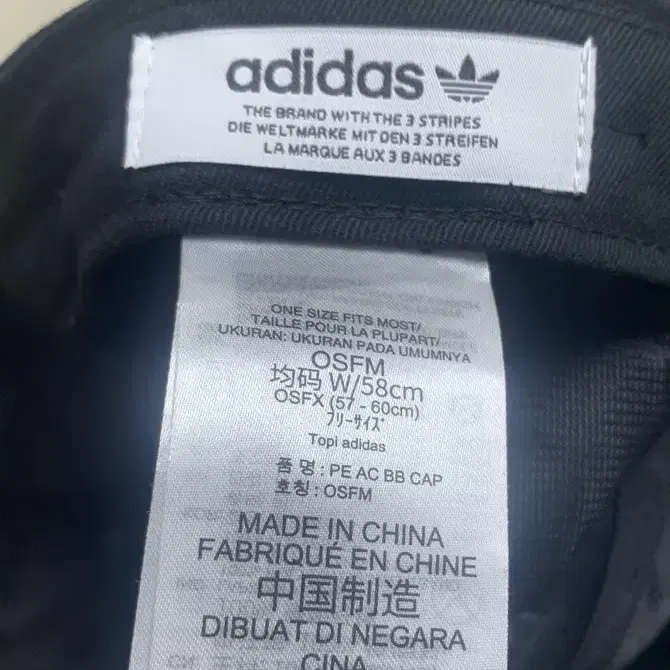 adidas
THE BRAND WITH THE 3 STRIPES
DIE WELTMARKE MIT DEN 3 STREIFEN
LA MARQUE AUX 3 BANDES
ONE SIZE FITS MOST/
TAILLE POUR LA PLUPART/
UKURAN: UKURAN PADA UMUMNYA
OSFM
均码 W/58cm
OSFX (57 - 60cm)
フリーサイズ
Topi adidas
품 명 : PE AC BB CAP
호칭 : OSFM
MADE IN CHINA
FABRIQUÉ EN CHINE
中国制造
DIBUAT DI NEGARA
CINA